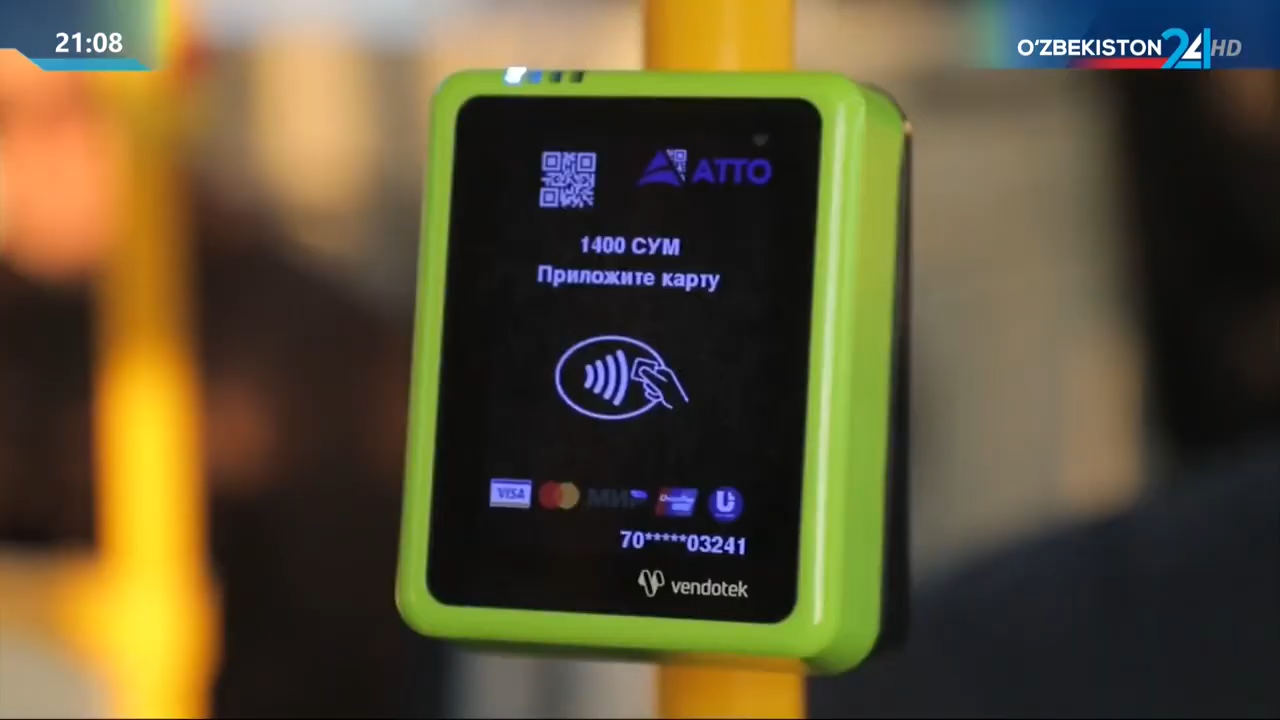 21:08
O‘ZBEKISTON 24 HD
ATTO
1400 СУМ
Приложите карту
VISA
МИР
70*****03241
vendotek